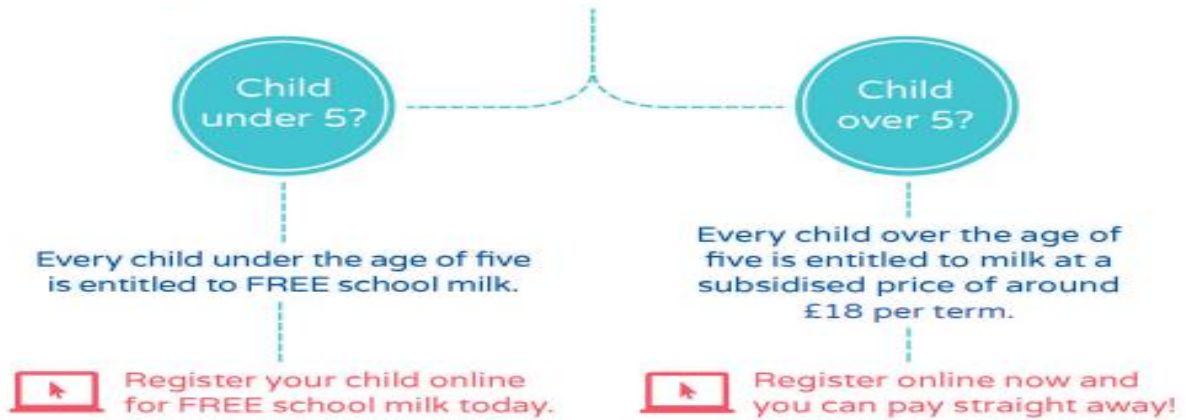 Child
under 5?
Child
over 5?
Every child under the age of five
is entitled to FREE school milk.
Every child over the age of
five is entitled to milk at a
subsidised price of around
£18 per term.
Register your child online
for FREE school milk today.
Register online now and
you can pay straight away!